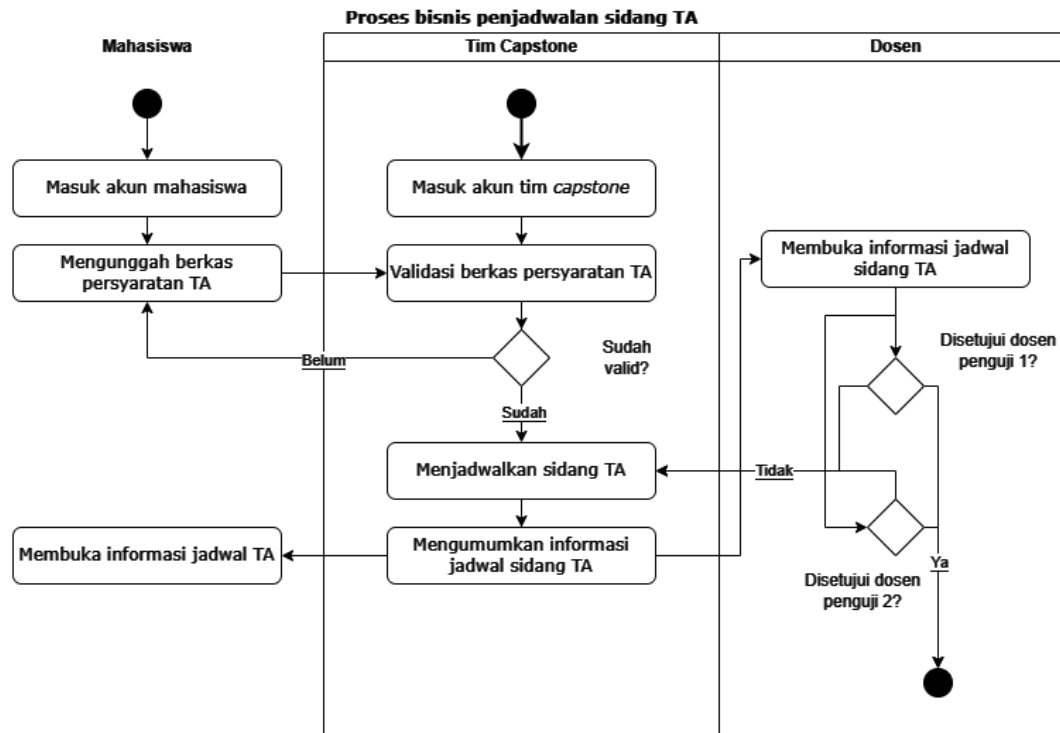 Proses bisnis penjadwalan sidang TA
Mahasiswa
Tim Capstone
Dosen
Masuk akun mahasiswa
Masuk akun tim capstone
Mengunggah berkas
persyaratan TA
Validasi berkas persyaratan TA
Membuka informasi jadwal
sidang TA
Sudah
valid?
Belum
Disetujui dosen
penguji 1?
Sudah
Menjadwalkan sidang TA
Tidak
Membuka informasi jadwal TA
Mengumumkan informasi
jadwal sidang TA
Ya
Disetujui dosen
penguji 2?